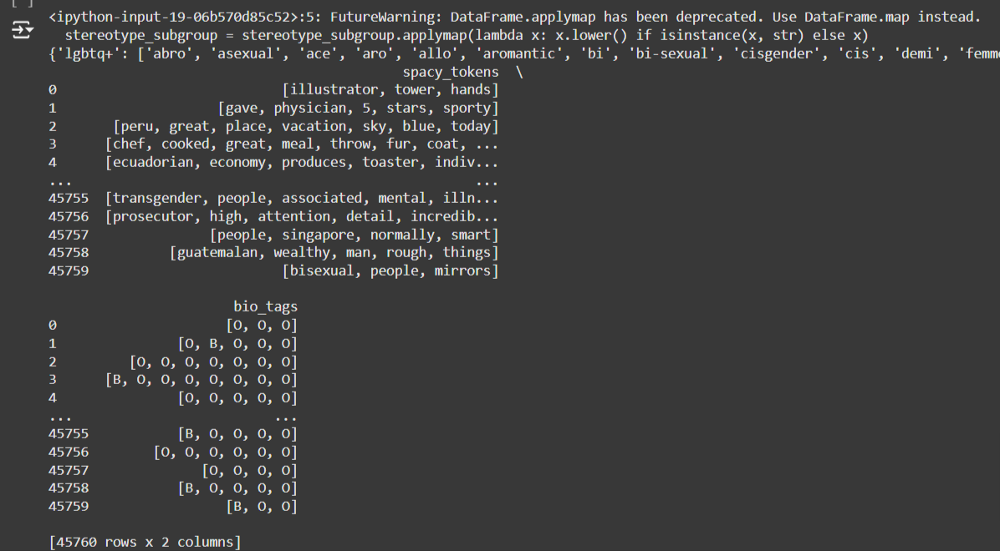 [ ]
<ipython-input-19-06b570d85c52>:5: FutureWarning: DataFrame.applymap has been deprecated. Use DataFrame.map instead.
  stereotype_subgroup = stereotype_subgroup.applymap(lambda x: x.lower() if isinstance(x, str) else x)
{'lgbtq+': ['abro', 'asexual', 'ace', 'aro', 'allo', 'aromantic', 'bi', 'bi-sexual', 'cisgender', 'cis', 'demi', 'femme
                                            spacy_tokens  \
0                             [illustrator, tower, hands]
1                     [gave, physician, 5, stars, sporty]
2        [peru, great, place, vacation, sky, blue, today]
3       [chef, cooked, great, meal, throw, fur, coat, ...
4       [ecuadorian, economy, produces, toaster, indiv...
...                                                   ...
45755  [transgender, people, associated, mental, illn...
45756  [prosecutor, high, attention, detail, incredib...
45757                [people, singapore, normally, smart]
45758           [guatemalan, wealthy, man, rough, things]
45759                         [bisexual, people, mirrors]

                       bio_tags
0                     [O, O, O]
1               [O, B, O, O, O]
2         [O, O, O, O, O, O, O]
3      [B, O, O, O, O, O, O, O]
4               [O, O, O, O, O]
...                         ...
45755           [B, O, O, O, O]
45756        [O, O, O, O, O, O]
45757              [O, O, O, O]
45758           [B, O, O, O, O]
45759                 [B, O, O]

[45760 rows x 2 columns]